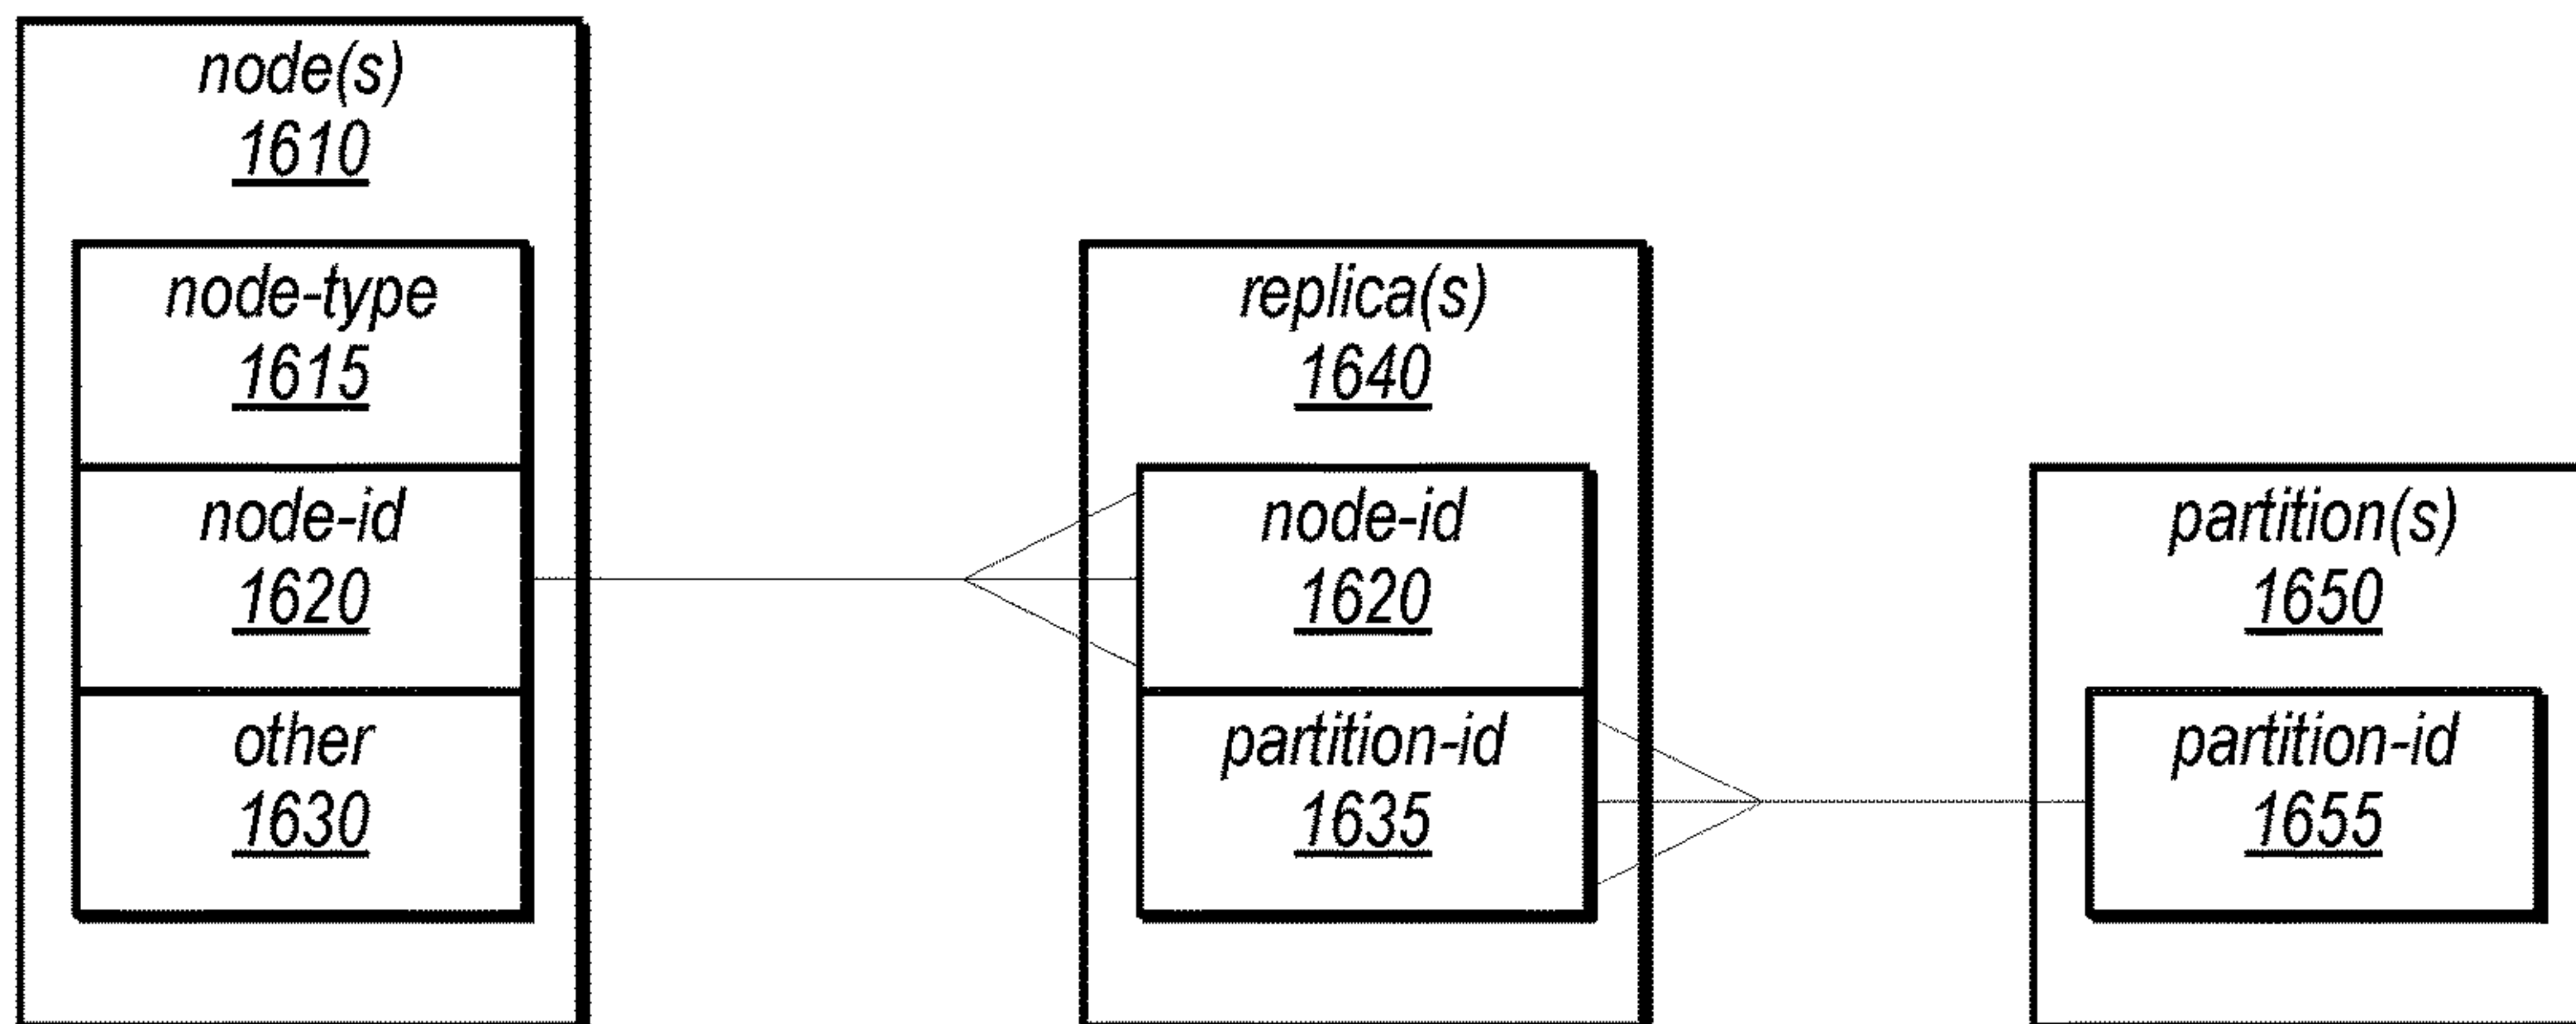 node(s)
1610
node-type
1615
node-id
1620
other
1630
replica(s)
1640
node-id
1620
partition-id
1635
partition(s)
1650
partition-id
1655